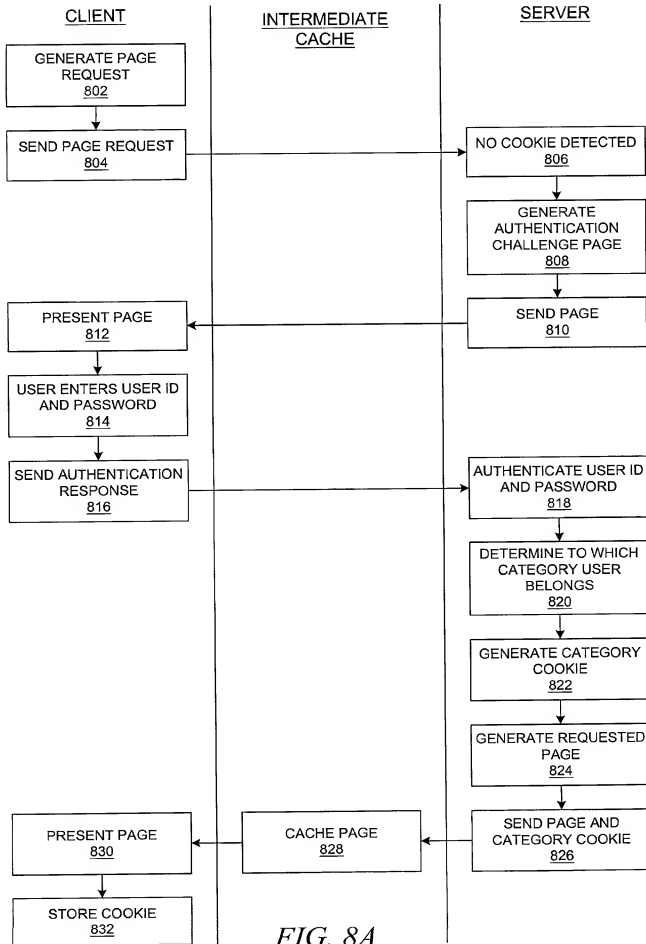 CLIENT
INTERMEDIATE
CACHE
SERVER
GENERATE PAGE
REQUEST
802
SEND PAGE REQUEST
804
NO COOKIE DETECTED
806
GENERATE
AUTHENTICATION
CHALLENGE PAGE
808
SEND PAGE
810
PRESENT PAGE
812
USER ENTERS USER ID
AND PASSWORD
814
SEND AUTHENTICATION
RESPONSE
816
AUTHENTICATE USER ID
AND PASSWORD
818
DETERMINE TO WHICH
CATEGORY USER
BELONGS
820
GENERATE CATEGORY
COOKIE
822
GENERATE REQUESTED
PAGE
824
SEND PAGE AND
CATEGORY COOKIE
826
CACHE PAGE
828
PRESENT PAGE
830
STORE COOKIE
832
FIG. 8A